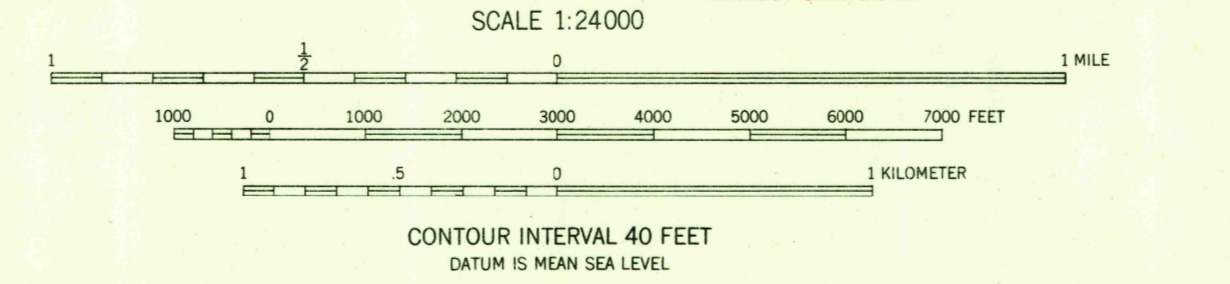 SCALE 1:24000
1 1/2 0 1 MILE
1000 0 1000 2000 3000 4000 5000 6000 7000 FEET
1 .5 0 1 KILOMETER
CONTOUR INTERVAL 40 FEET
DATUM IS MEAN SEA LEVEL